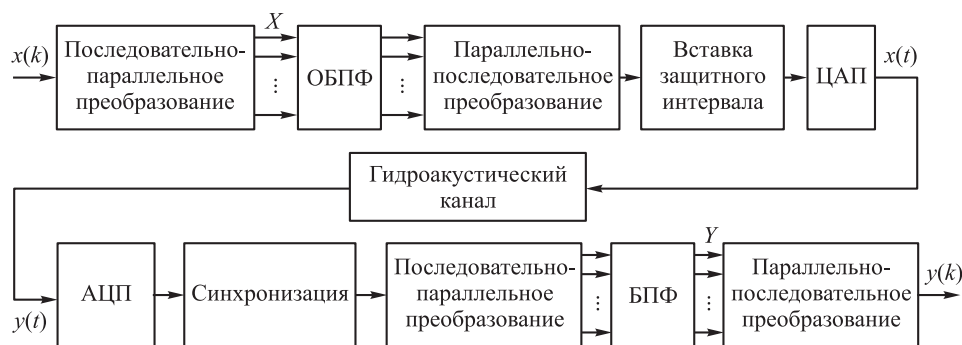 x(k)
Последовательно-
параллельное
преобразование
X
ОБПФ
Параллельно-
последовательное
преобразование
Вставка
защитного
интервала
ЦАП
x(t)
Гидроакустический
канал
y(t)
АЦП
Синхронизация
Последовательно-
параллельное
преобразование
БПФ
Y
Параллельно-
последовательное
преобразование
y(k)